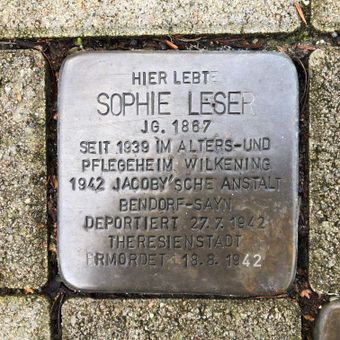 HIER LEBTE
SOPHIE LESER
JG. 1867
SEIT 1939 IM ALTERS-UND
PFLEGEHEIM WILKENING
1942 JACOBY'SCHE ANSTALT
BENDORF-SAYN
DEPORTIERT 27.7.1942
THERESIENSTADT
ERMORDET 18.8.1942